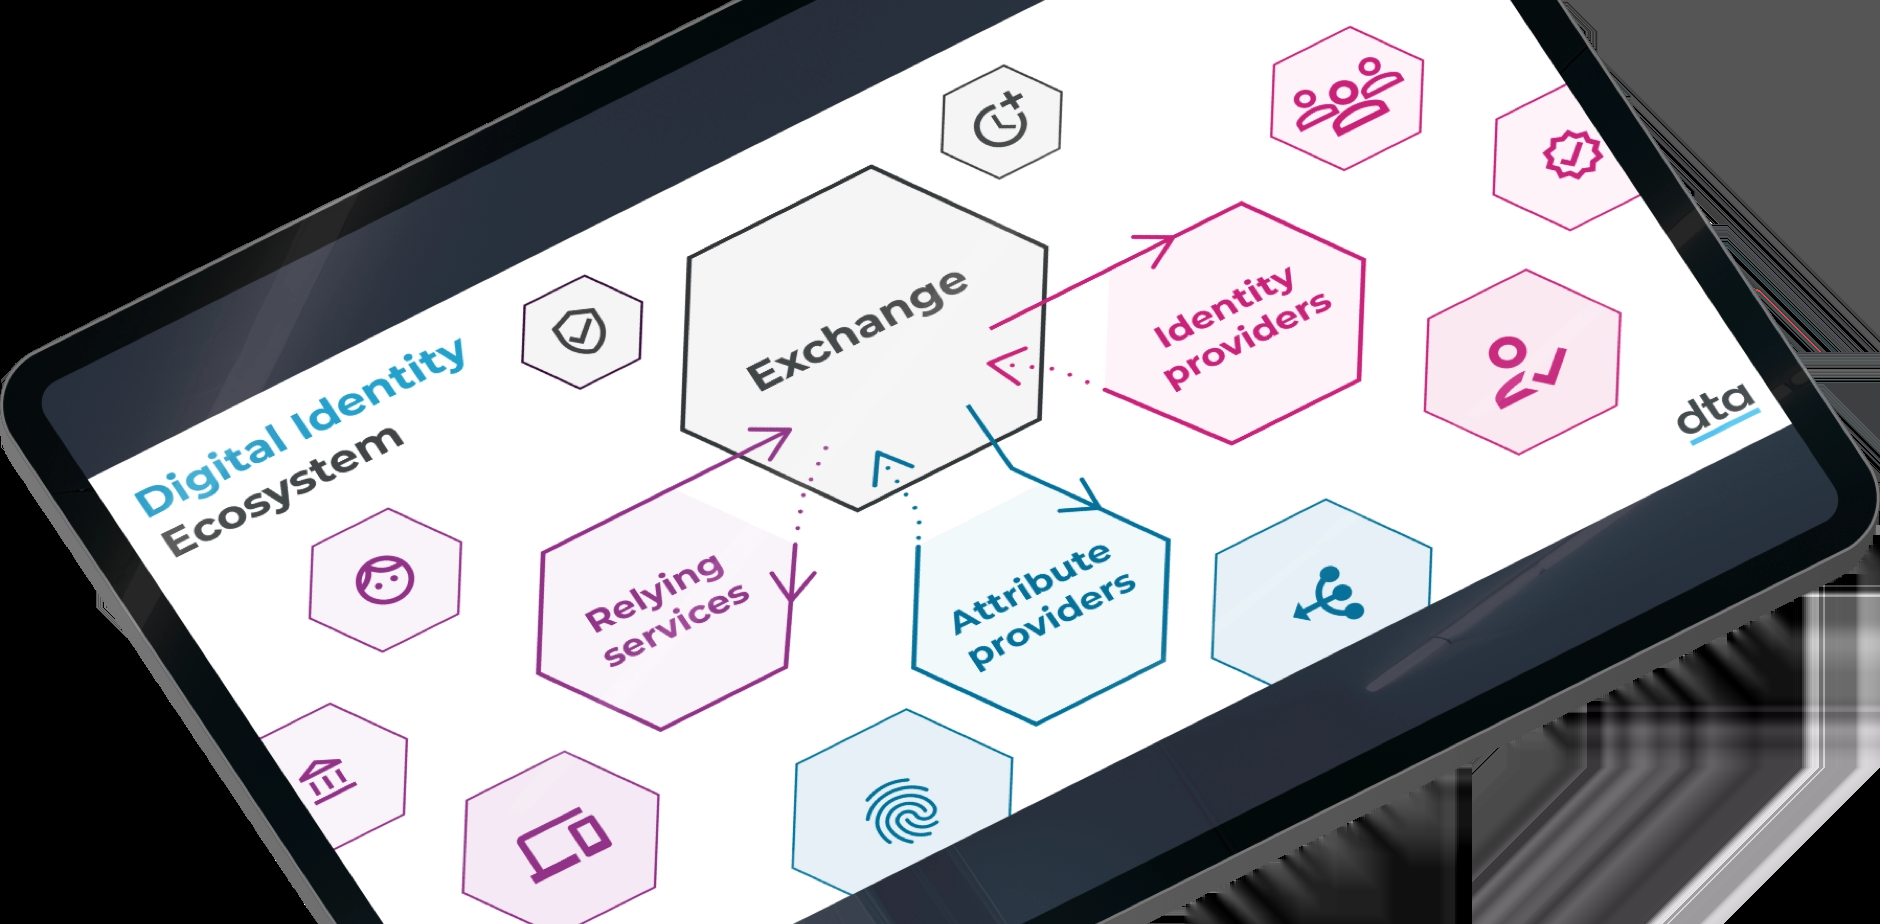 Digital Identity
Ecosystem
Exchange
Identity
providers
Relying
services
Attribute
providers
dta